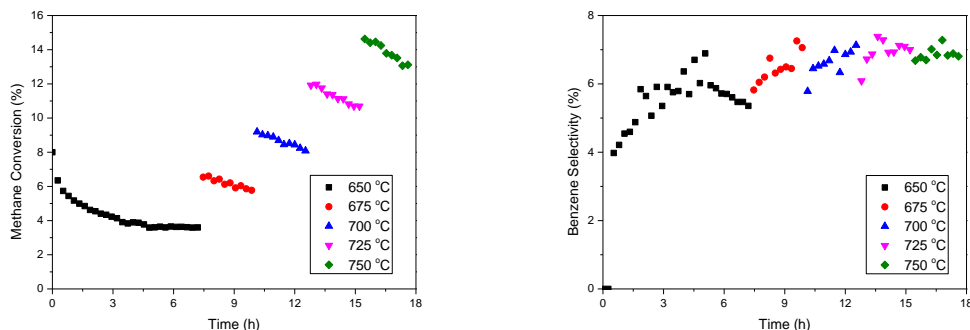 Methane Conversion (%)
16
14
12
10
8
6
4
2
0
0 3 6 9 12 15 18
Time (h)
650 °C
675 °C
700 °C
725 °C
750 °C
Benzene Selectivity (%)
8
6
4
2
0
0 3 6 9 12 15 18
Time (h)
650 °C
675 °C
700 °C
725 °C
750 °C